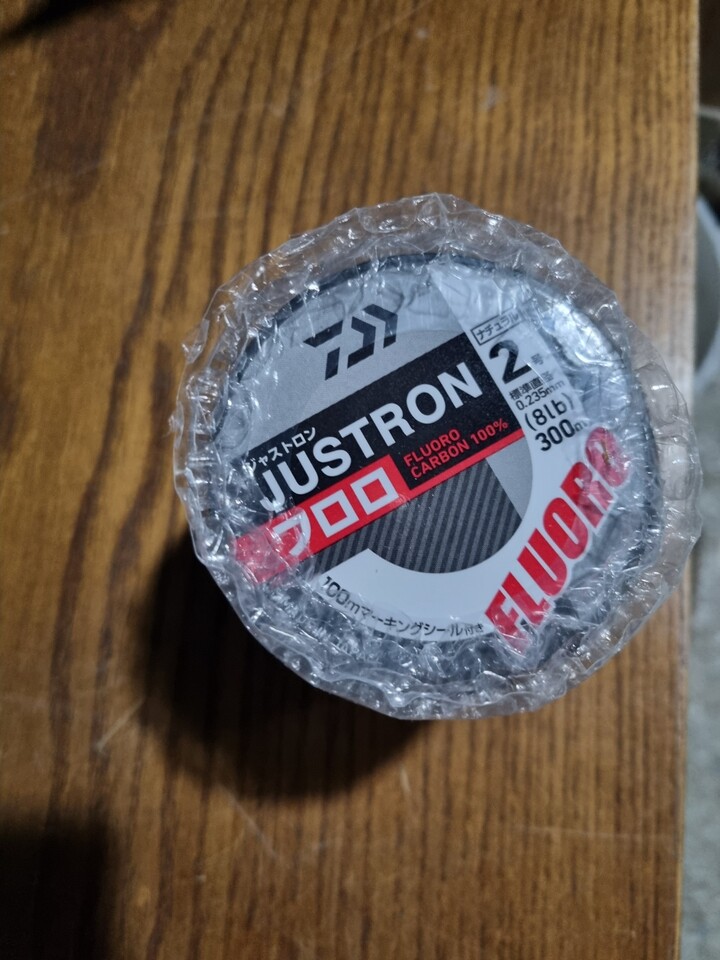 ジャストロン
JUSTRON
フロロ
FLUORO
CARBON 100%
ナチュラル
2号
標準直径
0.235mm
(8lb)
300m
FLUORO
100mマーキングシール付き